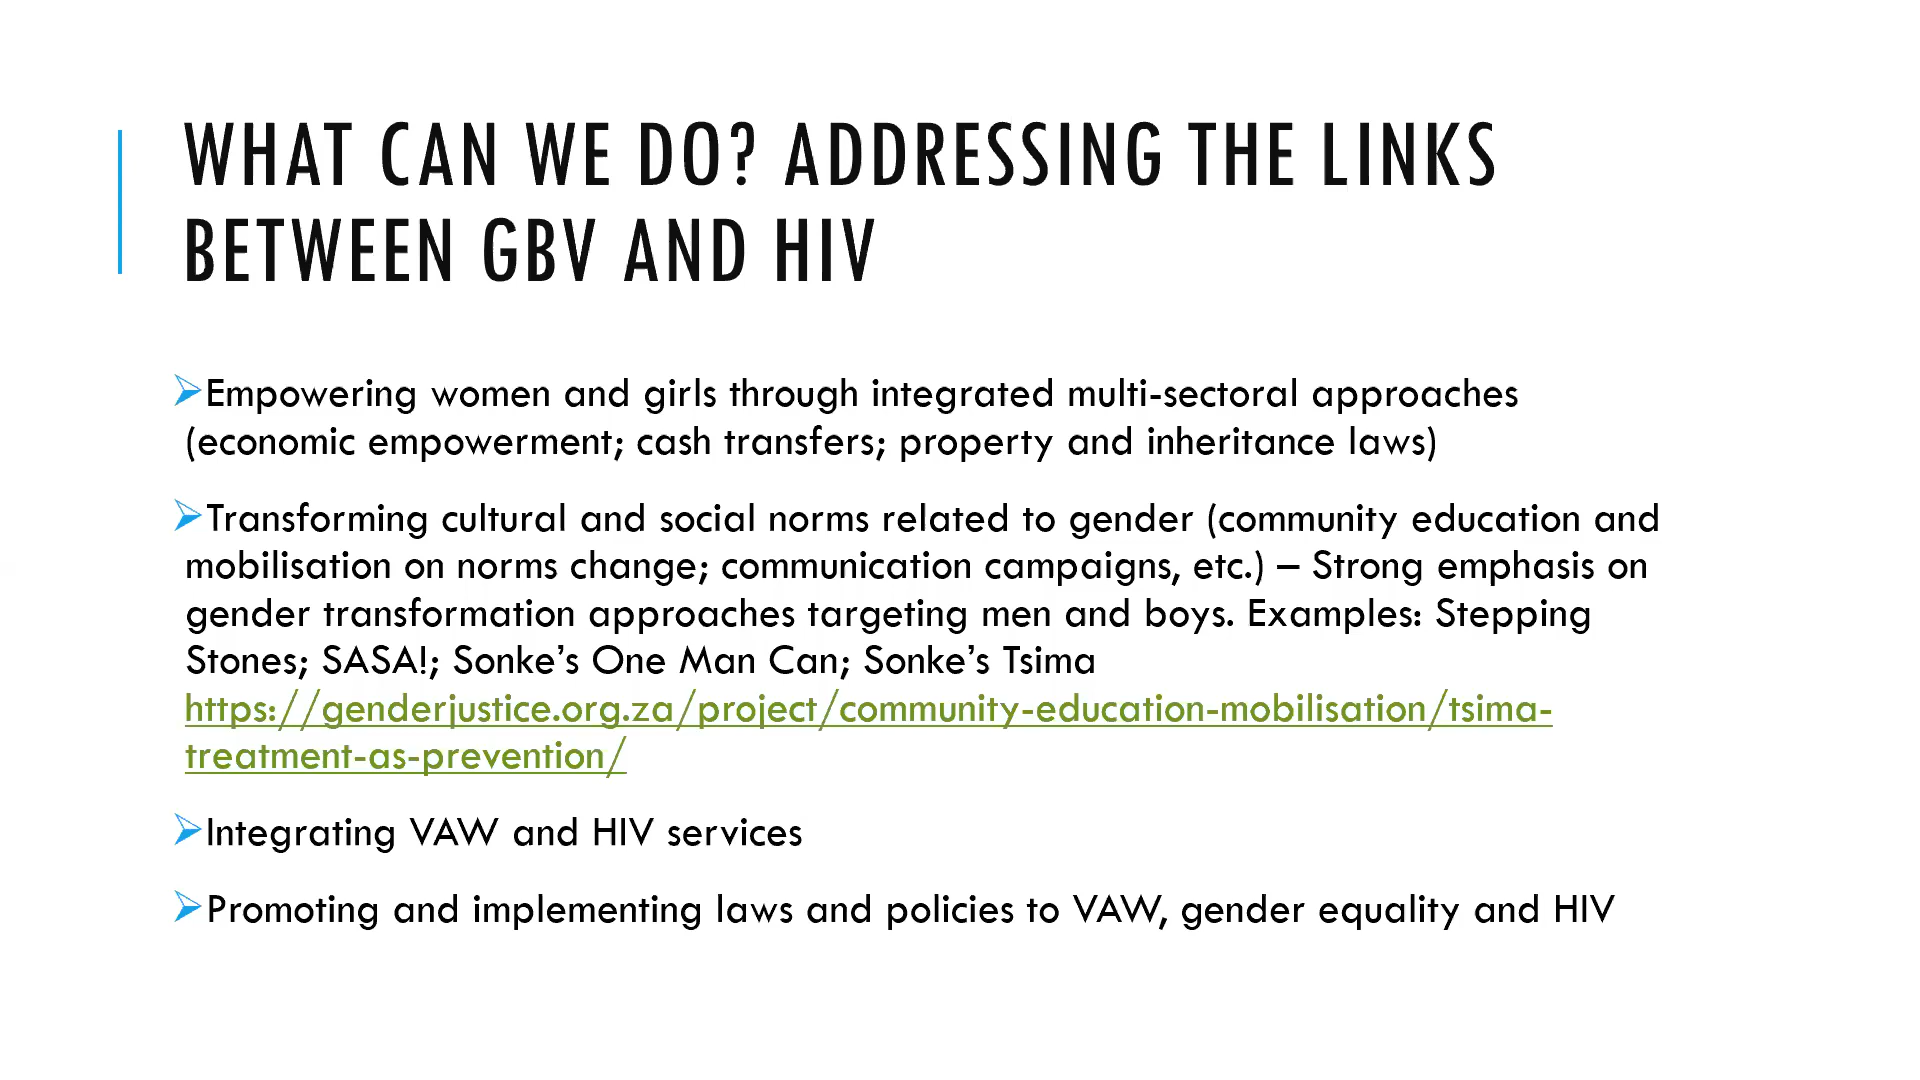 WHAT CAN WE DO? ADDRESSING THE LINKS
BETWEEN GBV AND HIV
Empowering women and girls through integrated multi-sectoral approaches
(economic empowerment; cash transfers; property and inheritance laws)
Transforming cultural and social norms related to gender (community education and
mobilisation on norms change; communication campaigns, etc.) – Strong emphasis on
gender transformation approaches targeting men and boys. Examples: Stepping
Stones; SASA!; Sonke’s One Man Can; Sonke’s Tsima
https://genderjustice.org.za/project/community-education-mobilisation/tsima-
treatment-as-prevention/
Integrating VAW and HIV services
Promoting and implementing laws and policies to VAW, gender equality and HIV